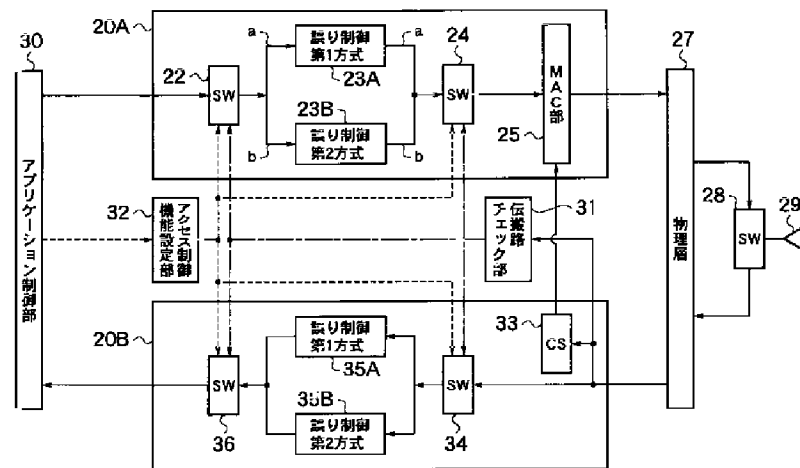 30
アプリケーション制御部
20A
22
SW
a
誤り制御
第1方式
23A
a
23B
誤り制御
第2方式
b
b
24
SW
MAC部
25
27
物理層
28
SW
29
32
アクセス制御
機能設定部
31
伝搬路
チェック部
20B
33
CS
誤り制御
第1方式
35A
35B
誤り制御
第2方式
SW
36
SW
34